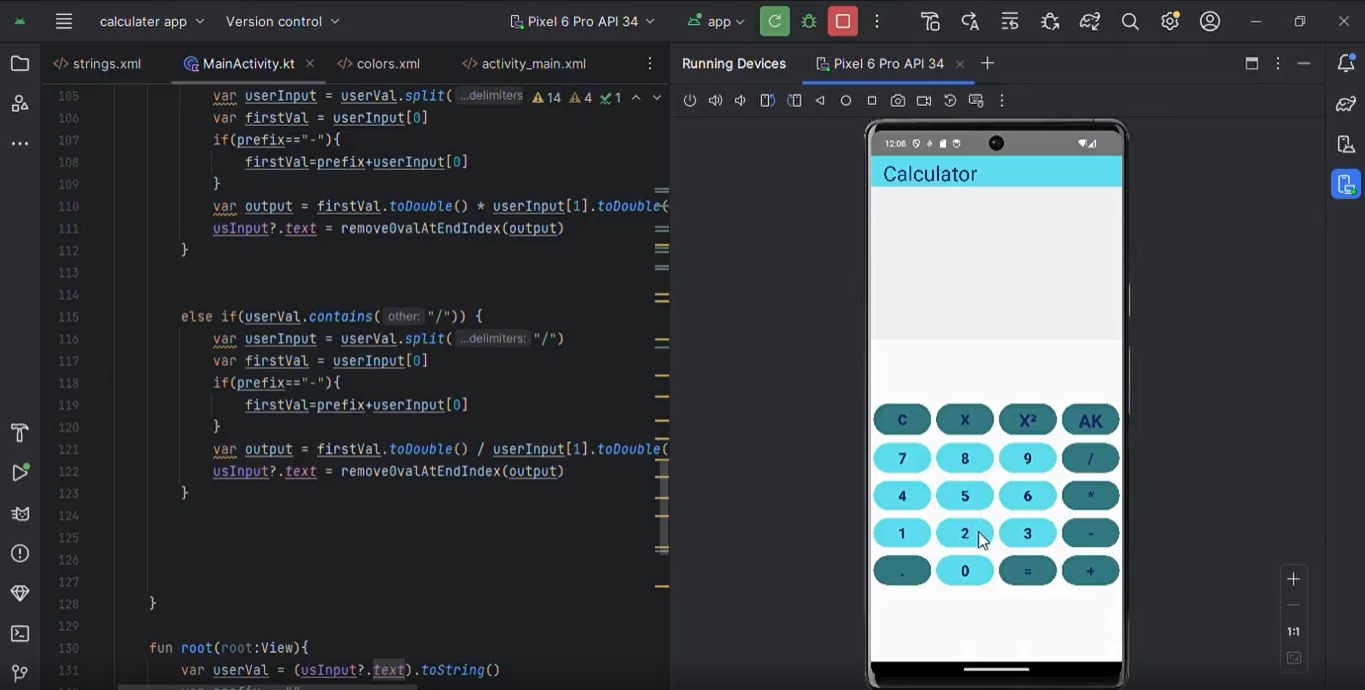 calculater app Version control Pixel 6 Pro API 34 app
strings.xml MainActivity.kt colors.xml activity_main.xml
Running Devices Pixel 6 Pro API 34
105 var userInput = userVal.split( ...delimiters 14 4 1
106 var firstVal = userInput[0]
107 if(prefix=="-"){
108 firstVal=prefix+userInput[0]
109 }
110 var output = firstVal.toDouble() * userInput[1].toDouble(
111 usInput?.text = removeOvalAtEndIndex(output)
112 }
113
114
115 else if(userVal.contains( other: "/")) {
116 var userInput = userVal.split( ...delimiters: "/")
117 var firstVal = userInput[0]
118 if(prefix=="-"){
119 firstVal=prefix+userInput[0]
120 }
121 var output = firstVal.toDouble() / userInput[1].toDouble(
122 usInput?.text = removeOvalAtEndIndex(output)
123 }
124
125
126
127
128 }
129
130 fun root(root:View){
131 var userVal = (usInput?.text).toString()
12:06
Calculator
C X X² AK
7 8 9 /
4 5 6 *
1 2 3 -
. 0 = +
1:1